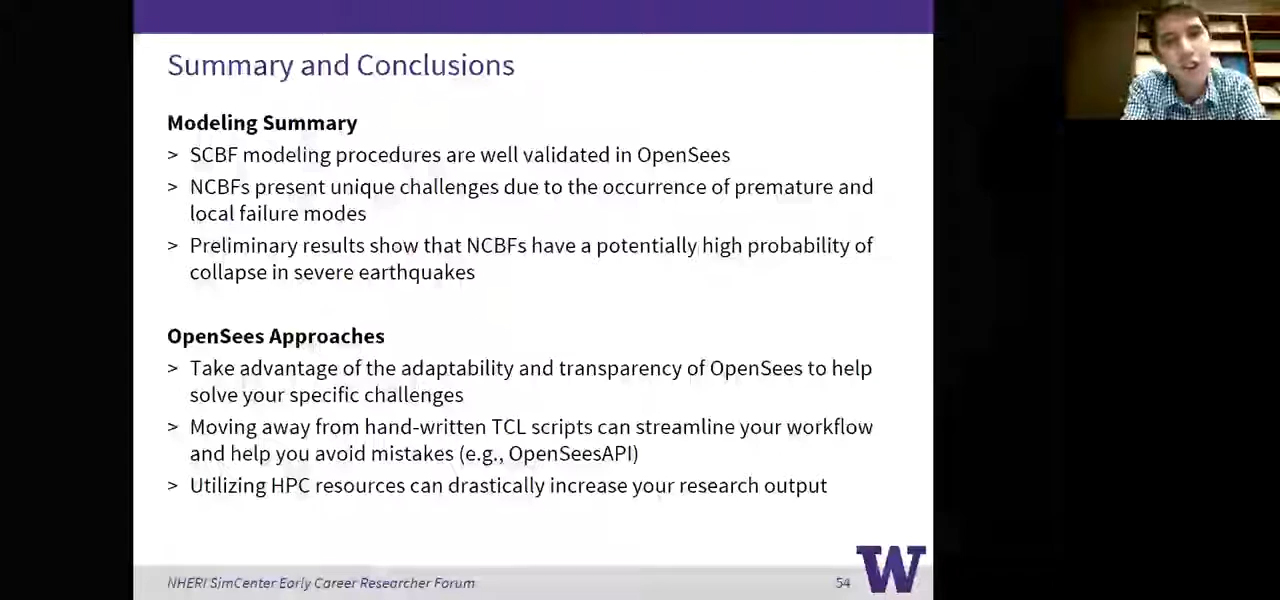 Summary and Conclusions
Modeling Summary
> SCBF modeling procedures are well validated in OpenSees
> NCBFs present unique challenges due to the occurrence of premature and
local failure modes
> Preliminary results show that NCBFs have a potentially high probability of
collapse in severe earthquakes
OpenSees Approaches
> Take advantage of the adaptability and transparency of OpenSees to help
solve your specific challenges
> Moving away from hand-written TCL scripts can streamline your workflow
and help you avoid mistakes (e.g., OpenSeesAPI)
> Utilizing HPC resources can drastically increase your research output
NHERI SimCenter Early Career Researcher Forum
54
W